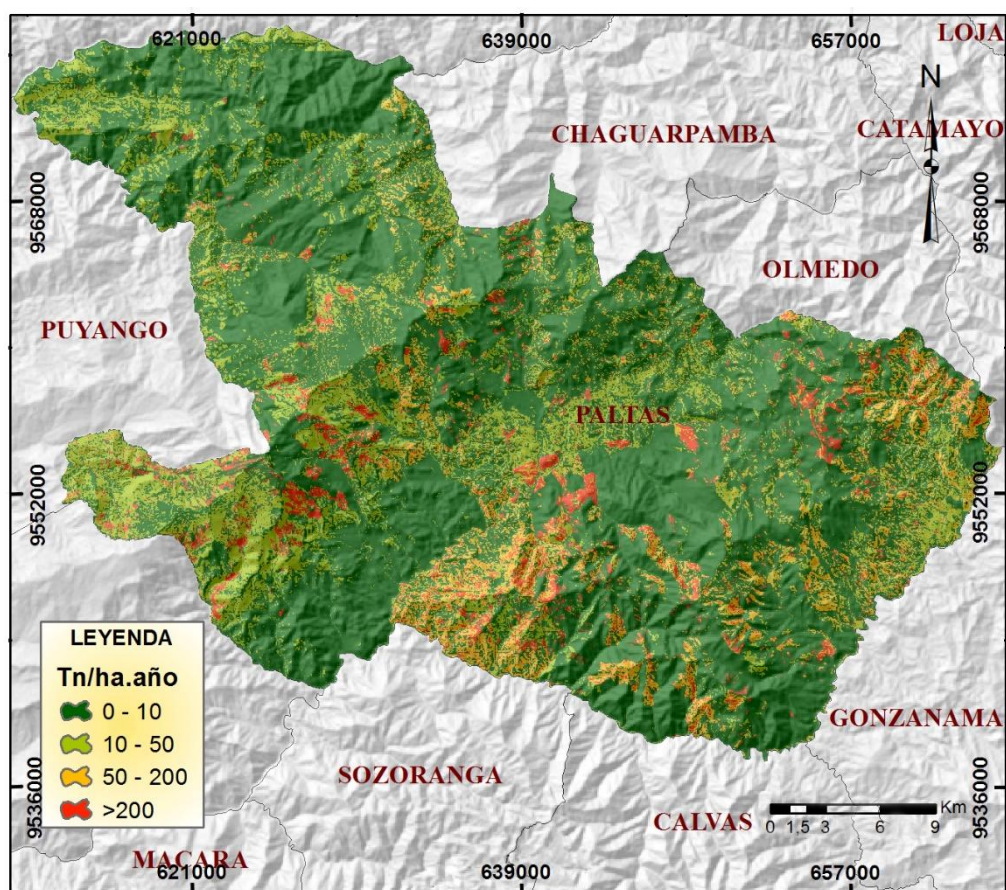 621000
639000
657000
LOJA
N
CHAGUARPAMBA
CATAMAYO
9568000
9568000
OLMEDO
PUYANGO
PALTAS
9552000
9552000
LEYENDA
Tn/ha.año
0 - 10
10 - 50
50 - 200
>200
GONZANAMA
SOZORANGA
9536000
9536000
CALVAS
Km
0 1,5 3 6 9
MACARA
621000
639000
657000